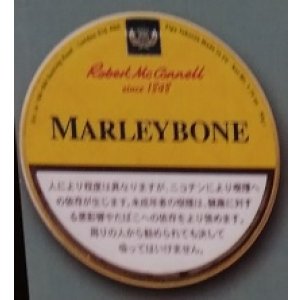 Robert McConnell
since 1848
MARLEYBONE
人により程度は異なりますが、ニコチンにより喫煙へ
の依存が生じます。未成年者の喫煙は、健康に対す
る悪影響やたばこへの依存をより強めます。
周りの人から勧められても決して
吸ってはいけません。